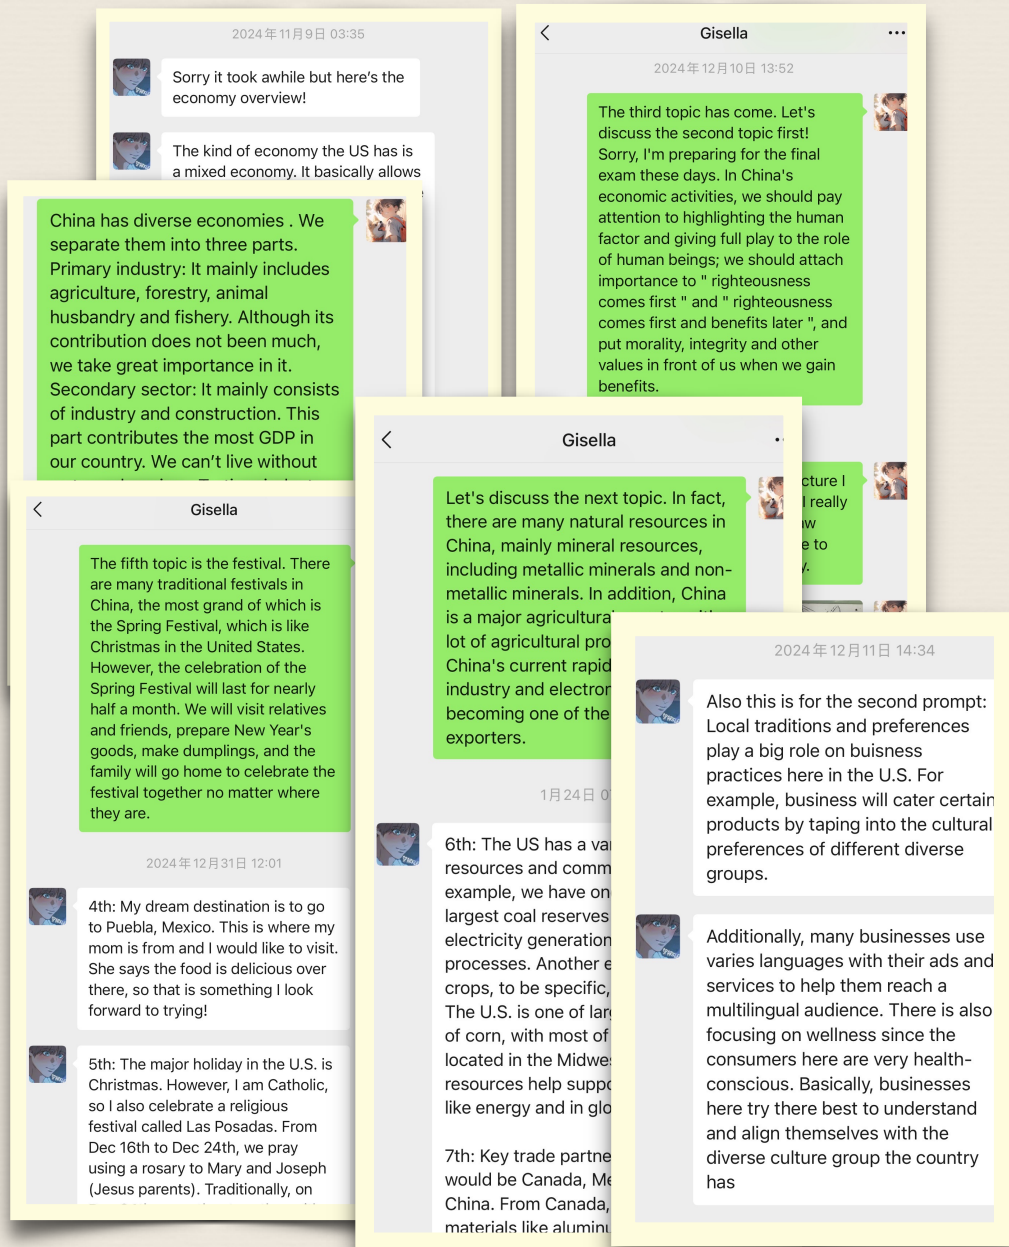 2024年11月9日 03:35
Sorry it took awhile but here's the
economy overview!
The kind of economy the US has is
a mixed economy. It basically allows
China has diverse economies . We
separate them into three parts.
Primary industry: It mainly includes
agriculture, forestry, animal
husbandry and fishery. Although its
contribution does not been much,
we take great importance in it.
Secondary sector: It mainly consists
of industry and construction. This
part contributes the most GDP in
our country. We can't live without
Gisella
2024年12月10日 13:52
The third topic has come. Let's
discuss the second topic first!
Sorry, I'm preparing for the final
exam these days. In China's
economic activities, we should pay
attention to highlighting the human
factor and giving full play to the role
of human beings; we should attach
importance to " righteousness
comes first " and " righteousness
comes first and benefits later ", and
put morality, integrity and other
values in front of us when we gain
benefits.
cture I
I really
e to
Gisella
The fifth topic is the festival. There
are many traditional festivals in
China, the most grand of which is
the Spring Festival, which is like
Christmas in the United States.
However, the celebration of the
Spring Festival will last for nearly
half a month. We will visit relatives
and friends, prepare New Year's
goods, make dumplings, and the
family will go home to celebrate the
festival together no matter where
they are.
2024年12月31日 12:01
4th: My dream destination is to go
to Puebla, Mexico. This is where my
mom is from and I would like to visit.
She says the food is delicious over
there, so that is something I look
forward to trying!
5th: The major holiday in the U.S. is
Christmas. However, I am Catholic,
so I also celebrate a religious
festival called Las Posadas. From
Dec 16th to Dec 24th, we pray
using a rosary to Mary and Joseph
(Jesus parents). Traditionally, on
Gisella
Let's discuss the next topic. In fact,
there are many natural resources in
China, mainly mineral resources,
including metallic minerals and non-
metallic minerals. In addition, China
is a major agricultural
lot of agricultural pro
China's current rapid
industry and electron
becoming one of the
exporters.
1月24日
6th: The US has a va
resources and comm
example, we have on
largest coal reserves
electricity generation
processes. Another e
crops, to be specific,
The U.S. is one of lar
of corn, with most of
located in the Midwe
resources help suppo
like energy and in glo
7th: Key trade partne
would be Canada, Me
China. From Canada,
materials like aluminu
2024年12月11日 14:34
Also this is for the second prompt:
Local traditions and preferences
play a big role on buisness
practices here in the U.S. For
example, business will cater certain
products by taping into the cultural
preferences of different diverse
groups.
Additionally, many businesses use
varies languages with their ads and
services to help them reach a
multilingual audience. There is also
focusing on wellness since the
consumers here are very health-
conscious. Basically, businesses
here try there best to understand
and align themselves with the
diverse culture group the country
has